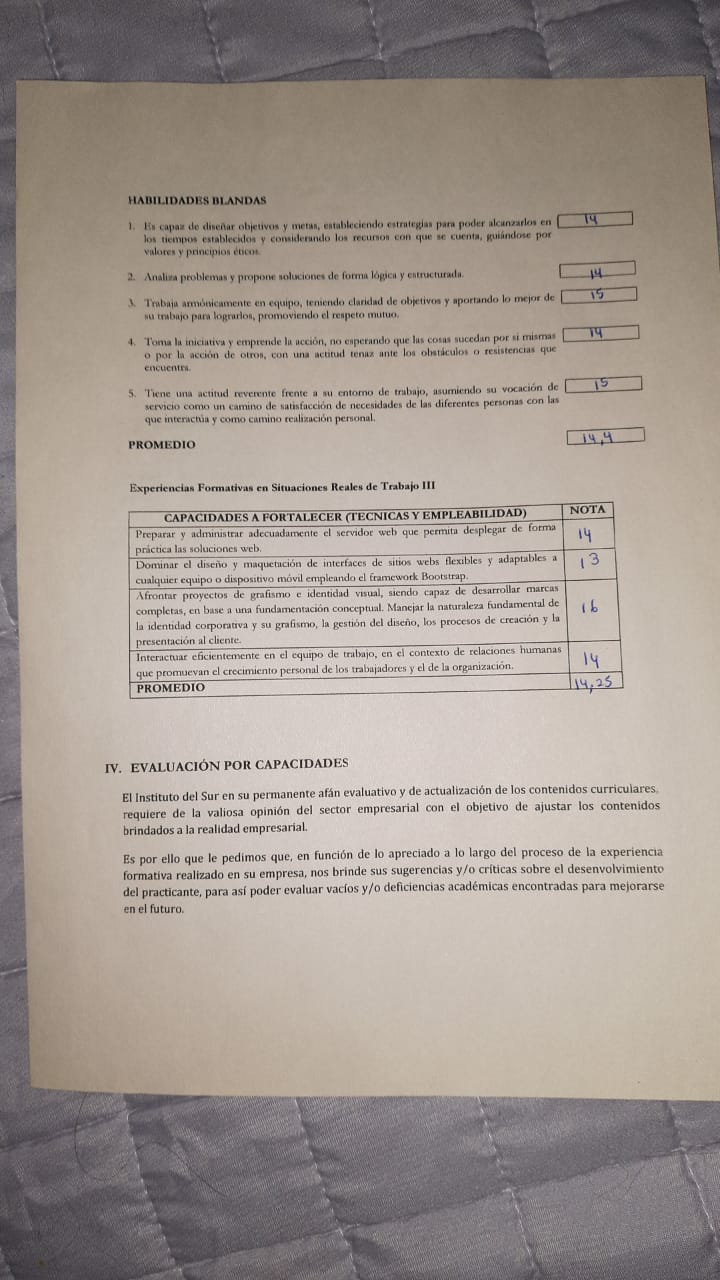 HABILIDADES BLANDAS
1. Es capaz de diseñar objetivos y metas, estableciendo estrategias para poder alcanzarlos en 14
los tiempos establecidos y considerando los recursos con que se cuenta, guiándose por
valores y principios éticos.
2. Analiza problemas y propone soluciones de forma lógica y estructurada. 14
3. Trabaja armónicamente en equipo, teniendo claridad de objetivos y aportando lo mejor de 15
su trabajo para lograrlos, promoviendo el respeto mutuo.
4. Toma la iniciativa y emprende la acción, no esperando que las cosas sucedan por si mismas 14
o por la acción de otros, con una actitud tenaz ante los obstáculos o resistencias que
encuentra.
5. Tiene una actitud reverente frente a su entorno de trabajo, asumiendo su vocación de 15
servicio como un camino de satisfacción de necesidades de las diferentes personas con las
que interactúa y como camino realización personal.
PROMEDIO 14,4
Experiencias Formativas en Situaciones Reales de Trabajo III
CAPACIDADES A FORTALECER (TECNICAS Y EMPLEABILIDAD) NOTA
Preparar y administrar adecuadamente el servidor web que permita desplegar de forma 14
práctica las soluciones web.
Dominar el diseño y maquetación de interfaces de sitios webs flexibles y adaptables a 13
cualquier equipo o dispositivo móvil empleando el framework Bootstrap.
Afrontar proyectos de grafismo e identidad visual, siendo capaz de desarrollar marcas
completas, en base a una fundamentación conceptual. Manejar la naturaleza fundamental de 16
la identidad corporativa y su grafismo, la gestión del diseño, los procesos de creación y la
presentación al cliente.
Interactuar eficientemente en el equipo de trabajo, en el contexto de relaciones humanas 14
que promuevan el crecimiento personal de los trabajadores y el de la organización.
PROMEDIO 14,25
IV. EVALUACIÓN POR CAPACIDADES
El Instituto del Sur en su permanente afán evaluativo y de actualización de los contenidos curriculares,
requiere de la valiosa opinión del sector empresarial con el objetivo de ajustar los contenidos
brindados a la realidad empresarial.
Es por ello que le pedimos que, en función de lo apreciado a lo largo del proceso de la experiencia
formativa realizado en su empresa, nos brinde sus sugerencias y/o críticas sobre el desenvolvimiento
del practicante, para así poder evaluar vacíos y/o deficiencias académicas encontradas para mejorarse
en el futuro.